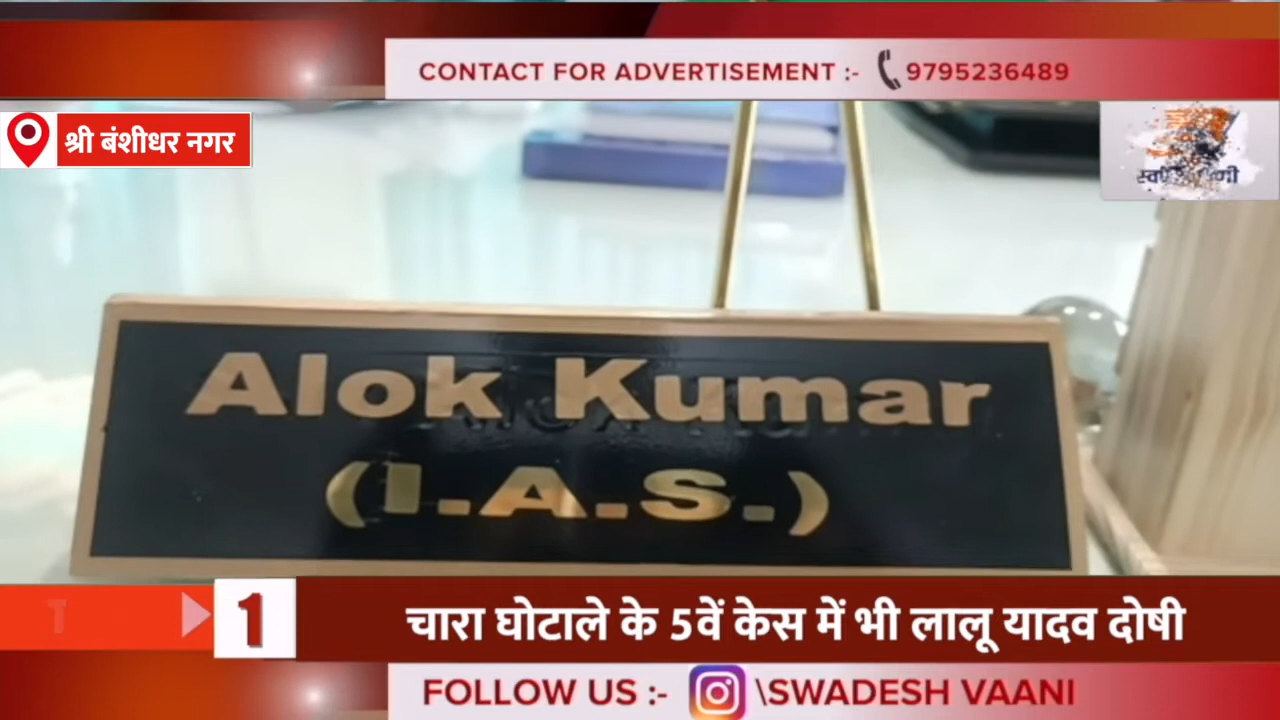 CONTACT FOR ADVERTISEMENT :- 9795236489
श्री बंशीधर नगर
Alok Kumar
(I.A.S.)
1
चारा घोटाले के 5वें केस में भी लालू यादव दोषी
FOLLOW US :- \SWADESH VAANI